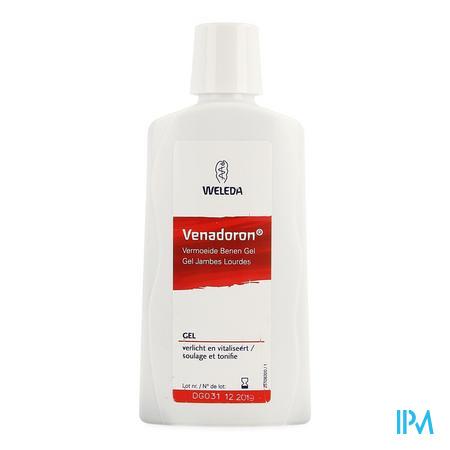 WELEDA
Venadoron®
Vermoeide Benen Gel
Gel Jambes Lourdes
GEL
verlicht en vitaliseért /
soulage et tonifie
Lot nr. / N° de lot:
DG031 12.2019
IPM